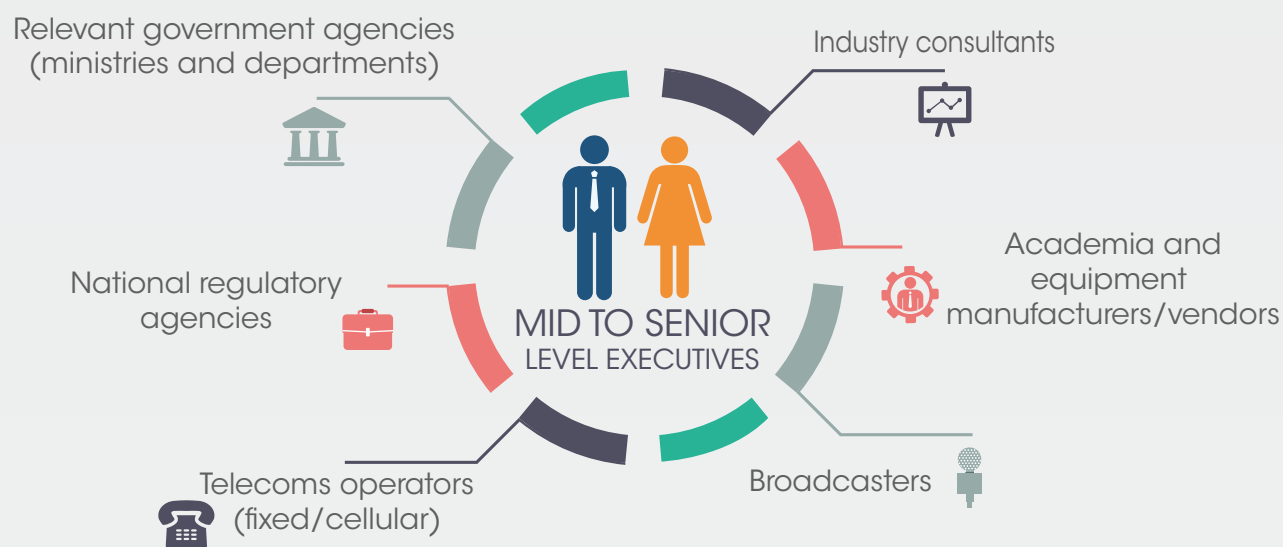 Relevant government agencies
(ministries and departments)
Industry consultants
National regulatory
agencies
Academia and
equipment
manufacturers/vendors
MID TO SENIOR
LEVEL EXECUTIVES
Telecoms operators
(fixed/cellular)
Broadcasters